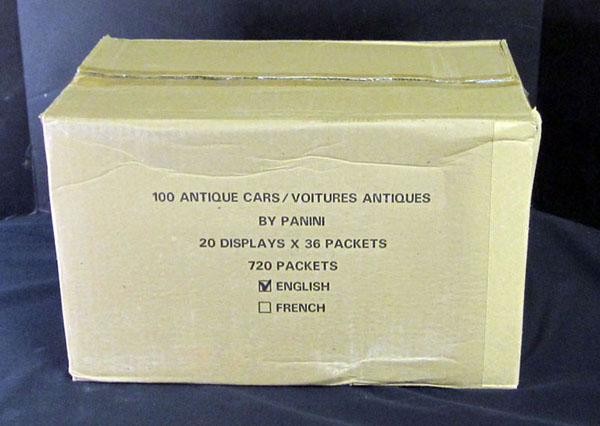 100 ANTIQUE CARS/VOITURES ANTIQUES
BY PANINI
20 DISPLAYS X 36 PACKETS
720 PACKETS
☑ ENGLISH
☐ FRENCH